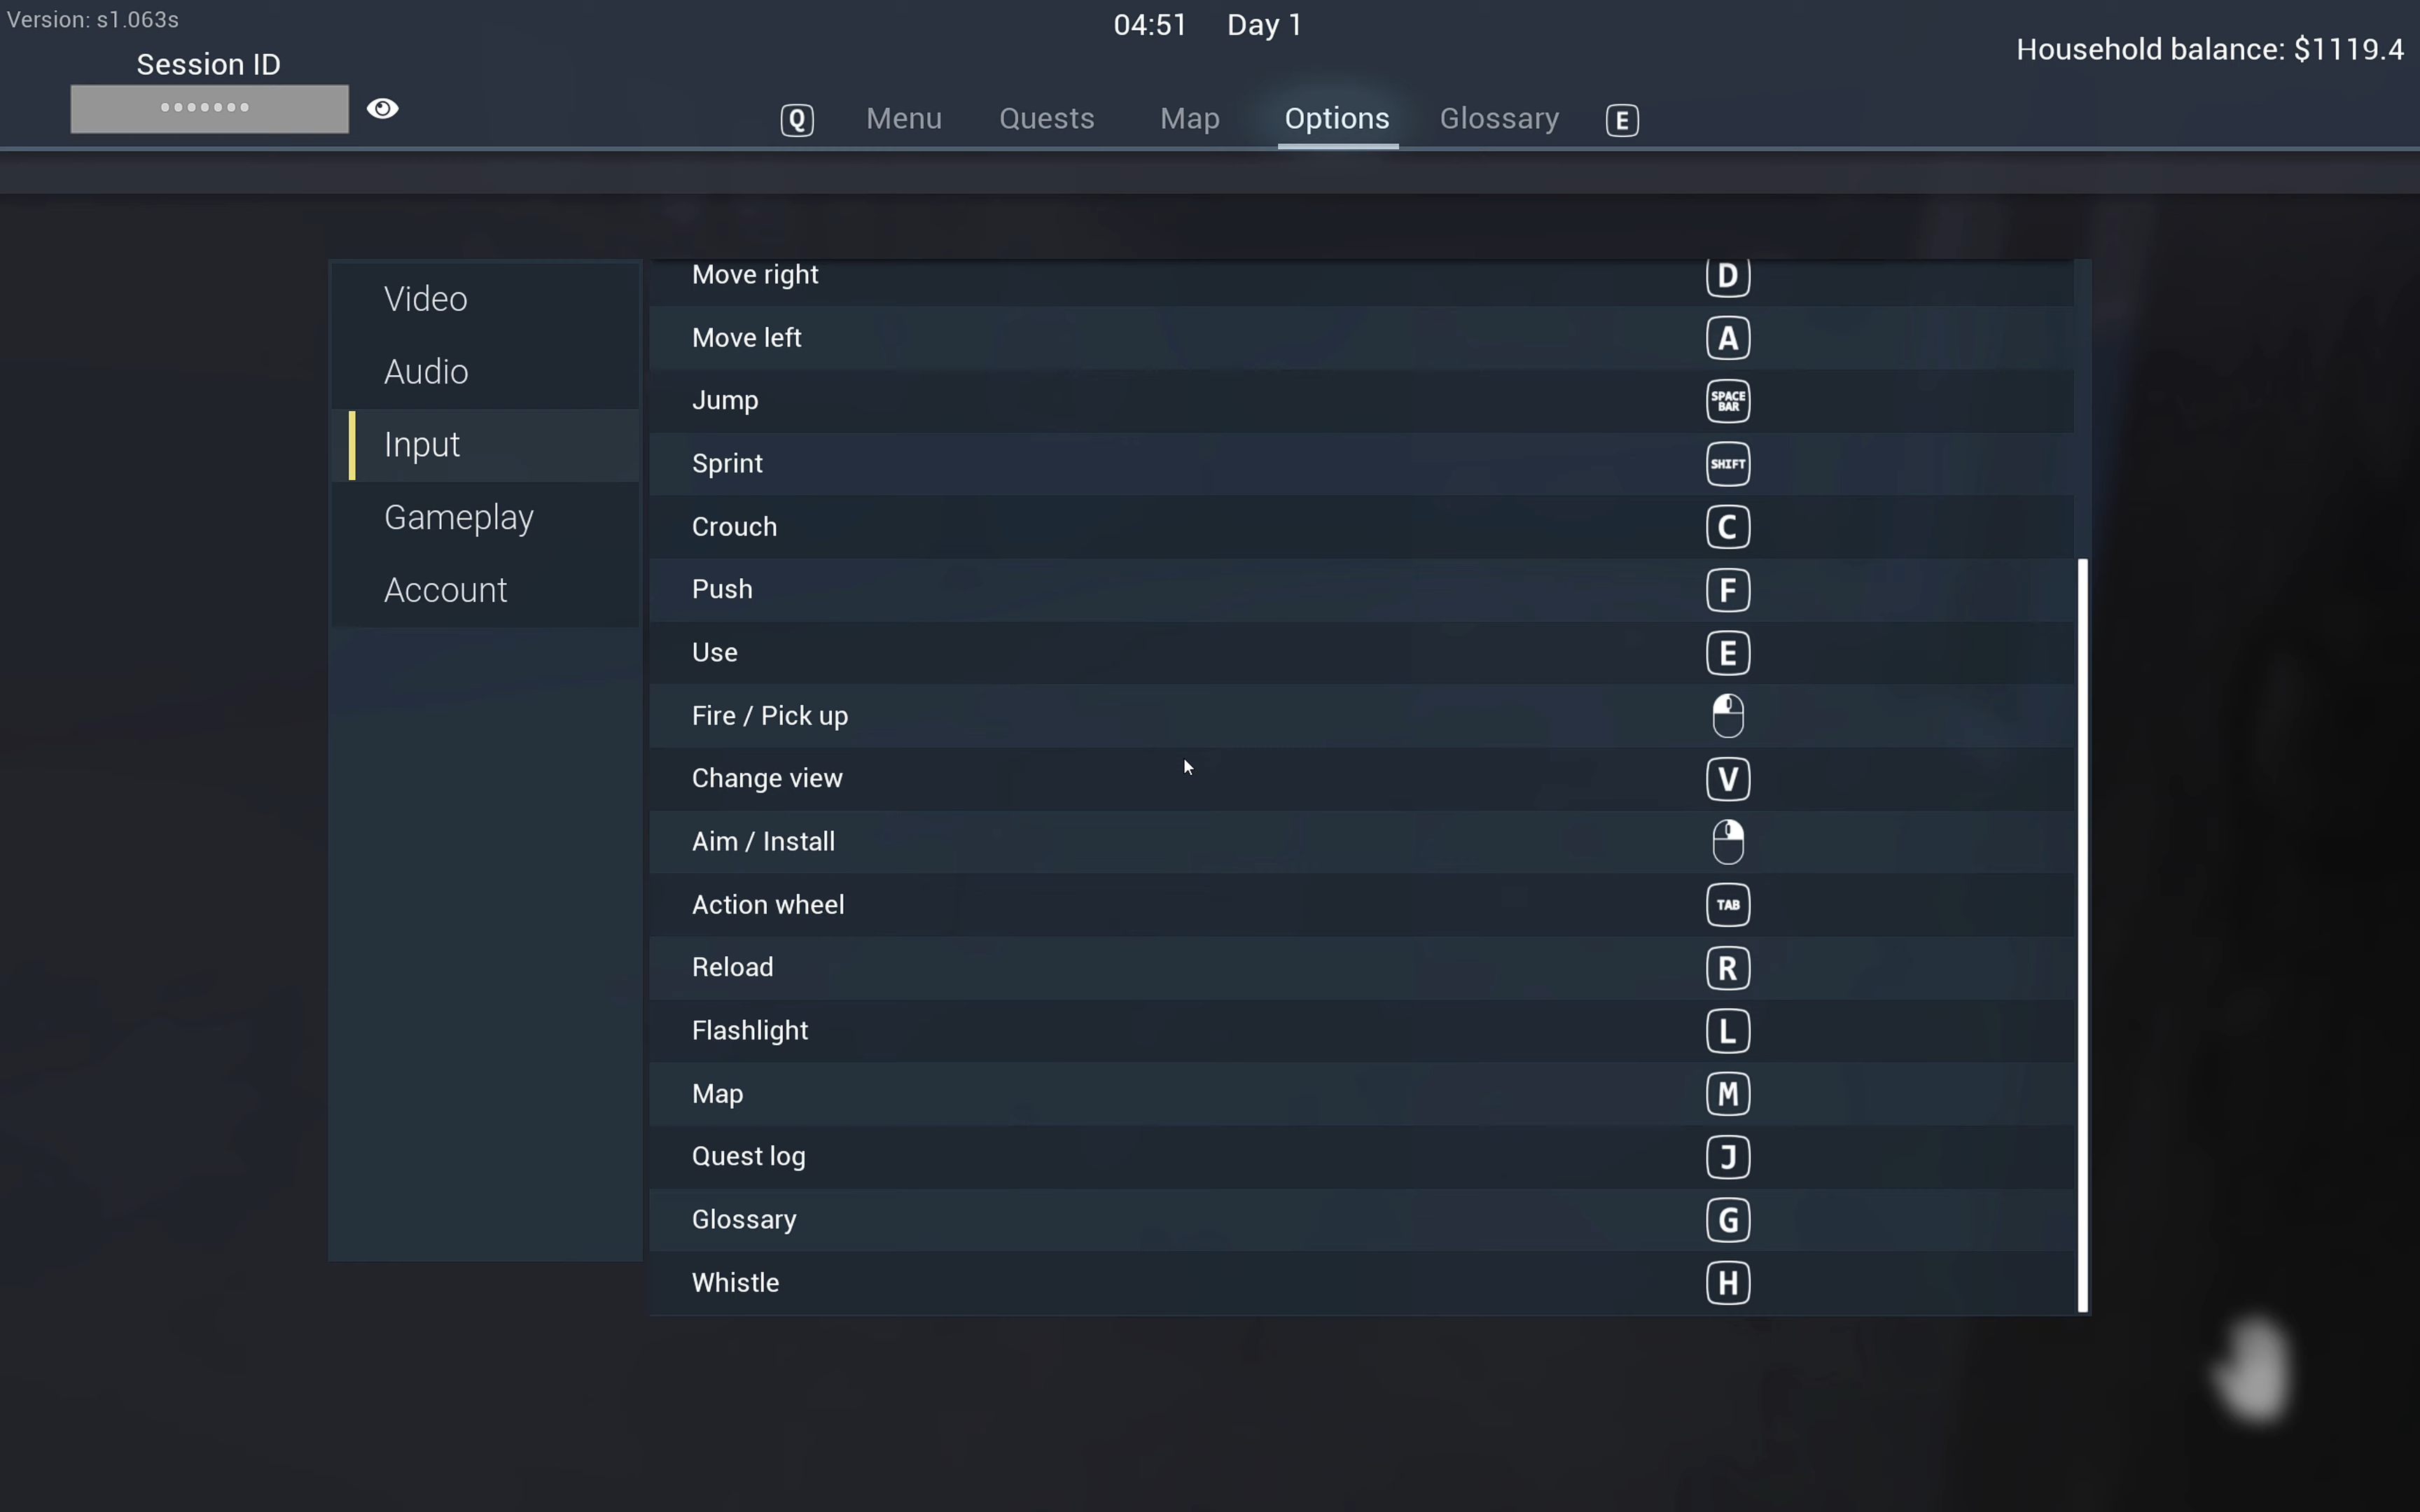 Version: s1.063s
04:51 Day 1
Household balance: $1119.4
Session ID
Q Menu Quests Map Options Glossary E
Video
Audio
Input
Gameplay
Account
Move right D
Move left A
Jump SPACE BAR
Sprint SHIFT
Crouch C
Push F
Use E
Fire / Pick up
Change view V
Aim / Install
Action wheel TAB
Reload R
Flashlight L
Map M
Quest log J
Glossary G
Whistle H